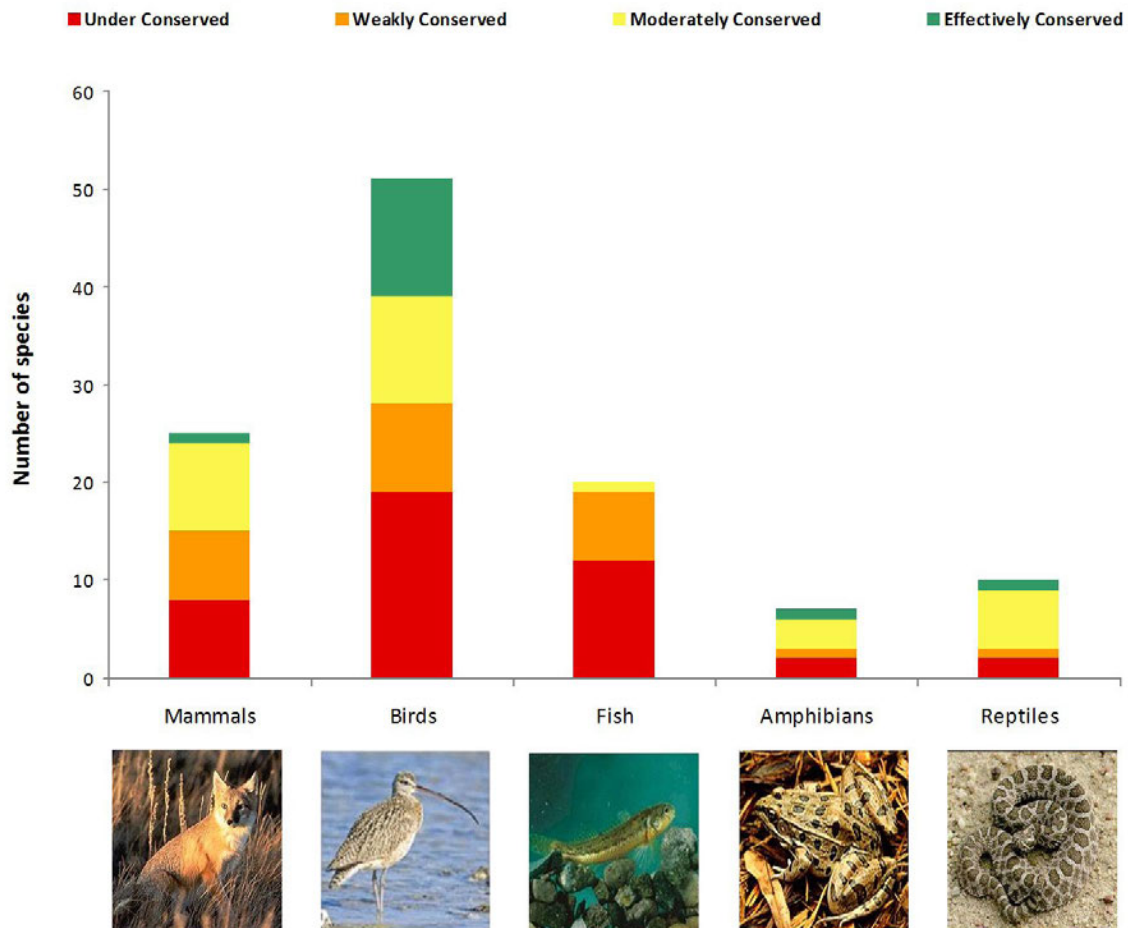 Under Conserved Weakly Conserved Moderately Conserved Effectively Conserved
60
50
40
30
20
10
0
Number of species
Mammals Birds Fish Amphibians Reptiles